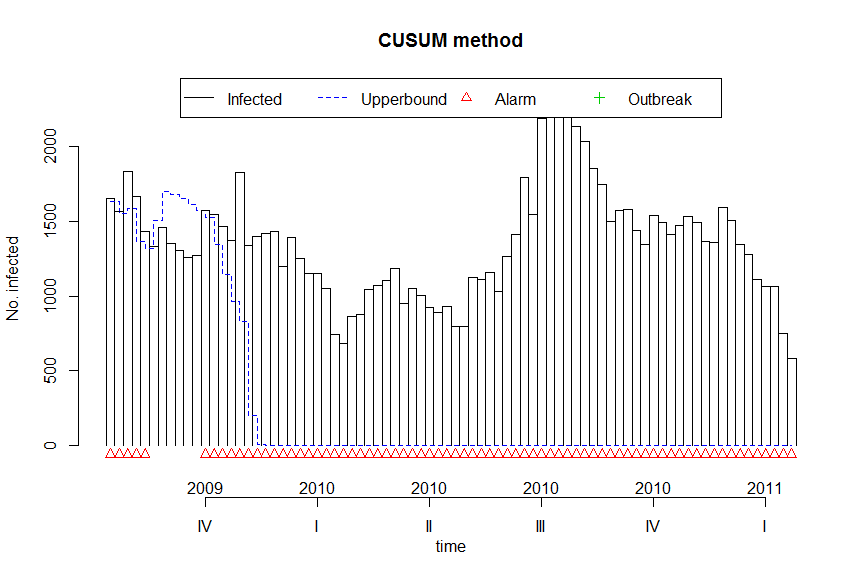 CUSUM method
Infected Upperbound Alarm Outbreak
2000
1500
1000
500
0
No. infected
2009 2010 2010 2010 2010 2011
IV I II III IV I
time